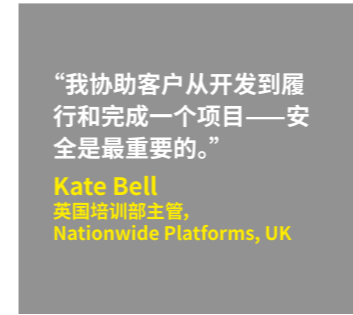 “我协助客户从开发到履
行和完成一个项目——安
全是最重要的。”
Kate Bell
英国培训部主管,
Nationwide Platforms, UK